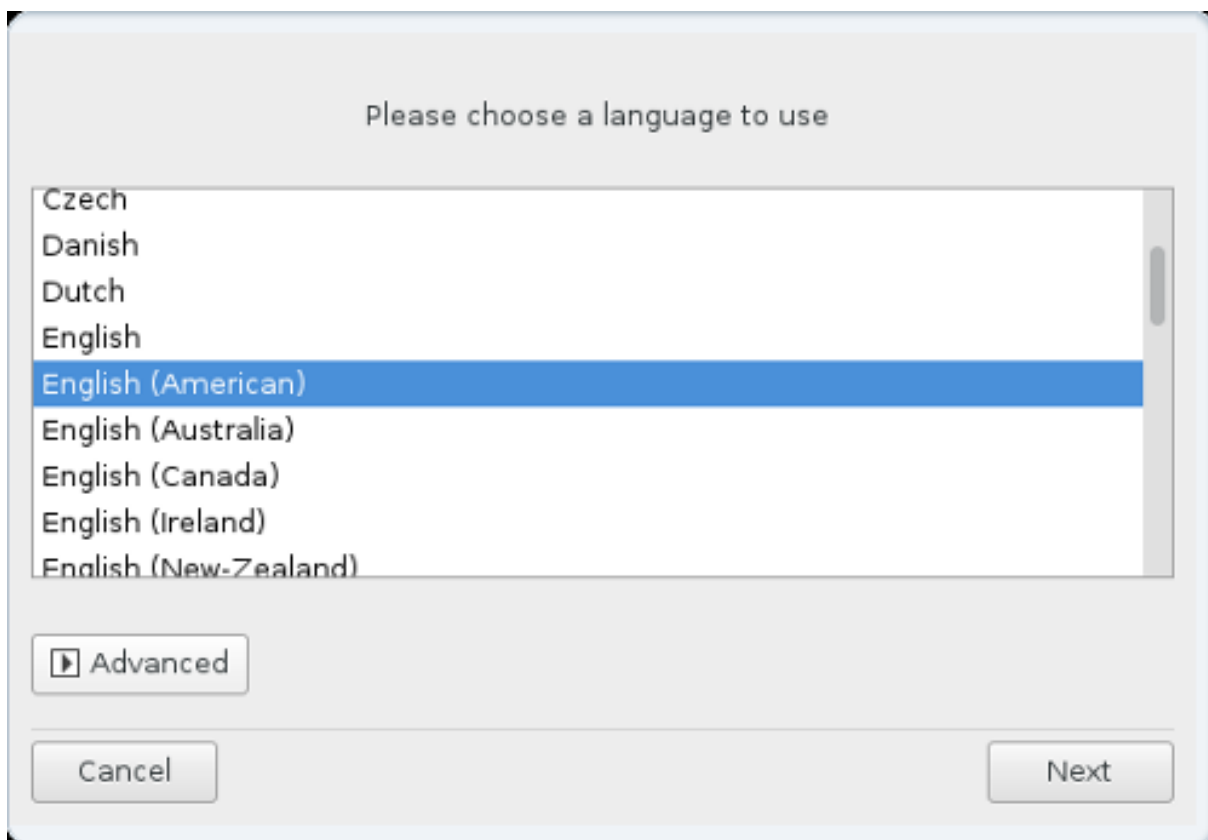 Please choose a language to use
Czech
Danish
Dutch
English
English (American)
English (Australia)
English (Canada)
English (Ireland)
English (New-Zealand)
Advanced
Cancel
Next